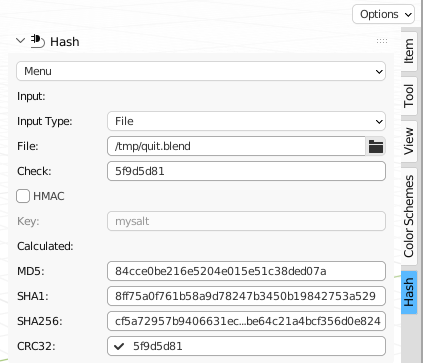 Options
Hash
Menu
Input:
Input Type: File
File: /tmp/quit.blend
Check: 5f9d5d81
HMAC
Key: mysalt
Calculated:
MD5: 84cce0be216e5204e015e51c38ded07a
SHA1: 8ff75a0f761b58a9d78247b3450b19842753a529
SHA256: cf5a72957b9406631ec...be64c21a4bcf356d0e824
CRC32: 5f9d5d81
Item
Tool
View
Color Schemes
Hash